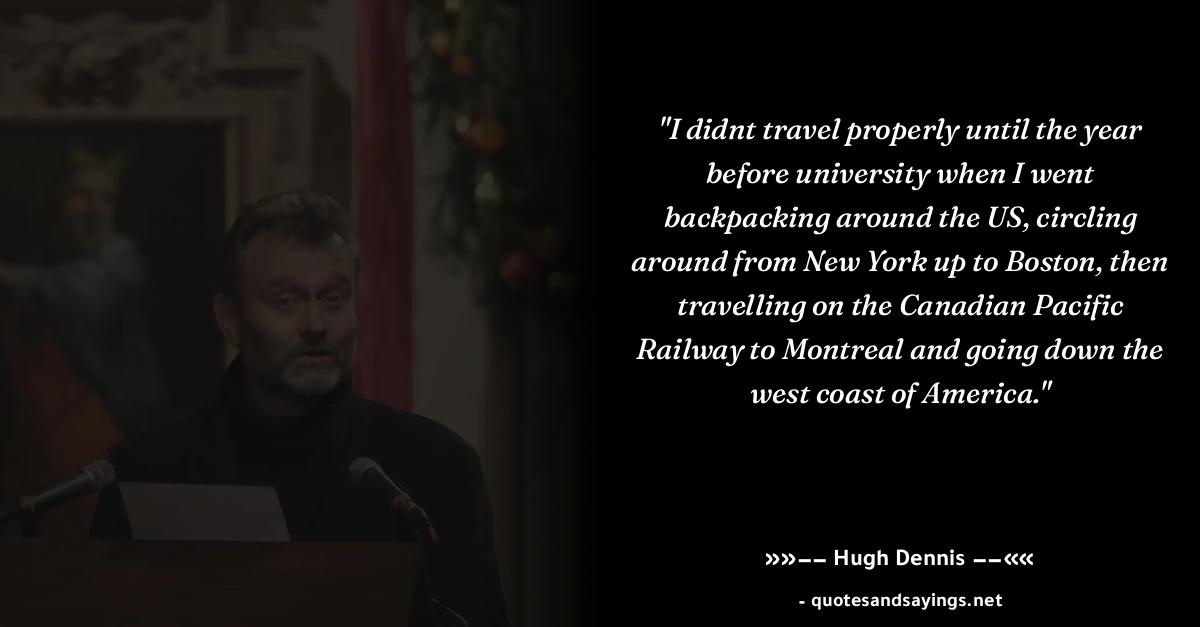 "I didnt travel properly until the year
before university when I went
backpacking around the US, circling
around from New York up to Boston, then
travelling on the Canadian Pacific
Railway to Montreal and going down the
west coast of America."
»»−− Hugh Dennis −−««
- quotesandsayings.net